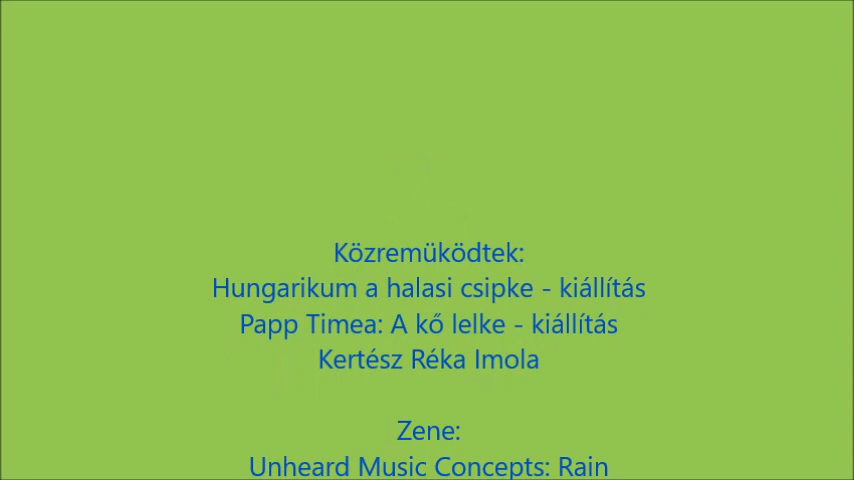 Közremüködtek:
Hungarikum a halasi csipke - kiállítás
Papp Timea: A kő lelke - kiállítás
Kertész Réka Imola
Zene:
Unheard Music Concepts: Rain